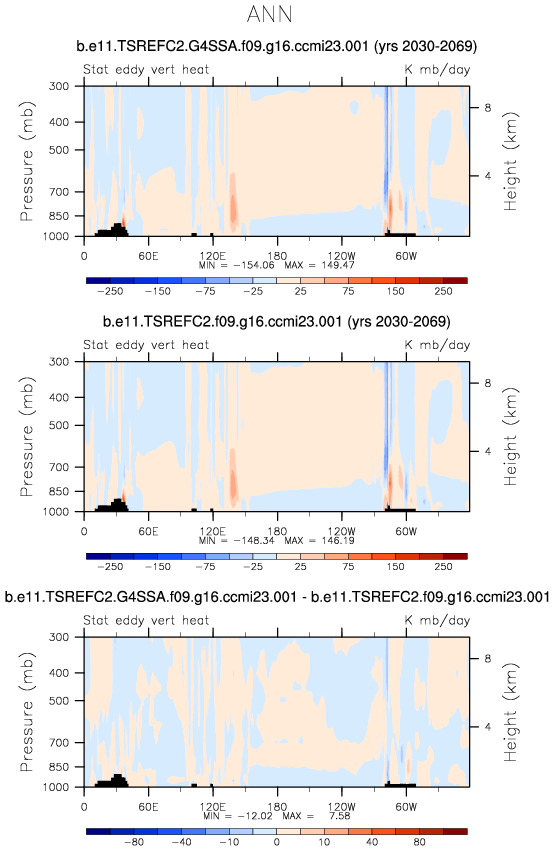 ANN
b.e11.TSREFC2.G4SSA.f09.g16.ccmi23.001 (yrs 2030-2069)
Stat eddy vert heat K mb/day
Pressure (mb)
300
400
500
700
850
1000
8
4
Height (km)
0 60E 120E 180 120W 60W
MIN = -154.06 MAX = 149.47
-250 -150 -75 -25 25 75 150 250
b.e11.TSREFC2.f09.g16.ccmi23.001 (yrs 2030-2069)
Stat eddy vert heat K mb/day
Pressure (mb)
300
400
500
700
850
1000
8
4
Height (km)
0 60E 120E 180 120W 60W
MIN = -148.34 MAX = 146.19
-250 -150 -75 -25 25 75 150 250
b.e11.TSREFC2.G4SSA.f09.g16.ccmi23.001 - b.e11.TSREFC2.f09.g16.ccmi23.001
Stat eddy vert heat K mb/day
Pressure (mb)
300
400
500
700
850
1000
8
4
Height (km)
0 60E 120E 180 120W 60W
MIN = -12.02 MAX = 7.58
-80 -40 -10 0 10 40 80